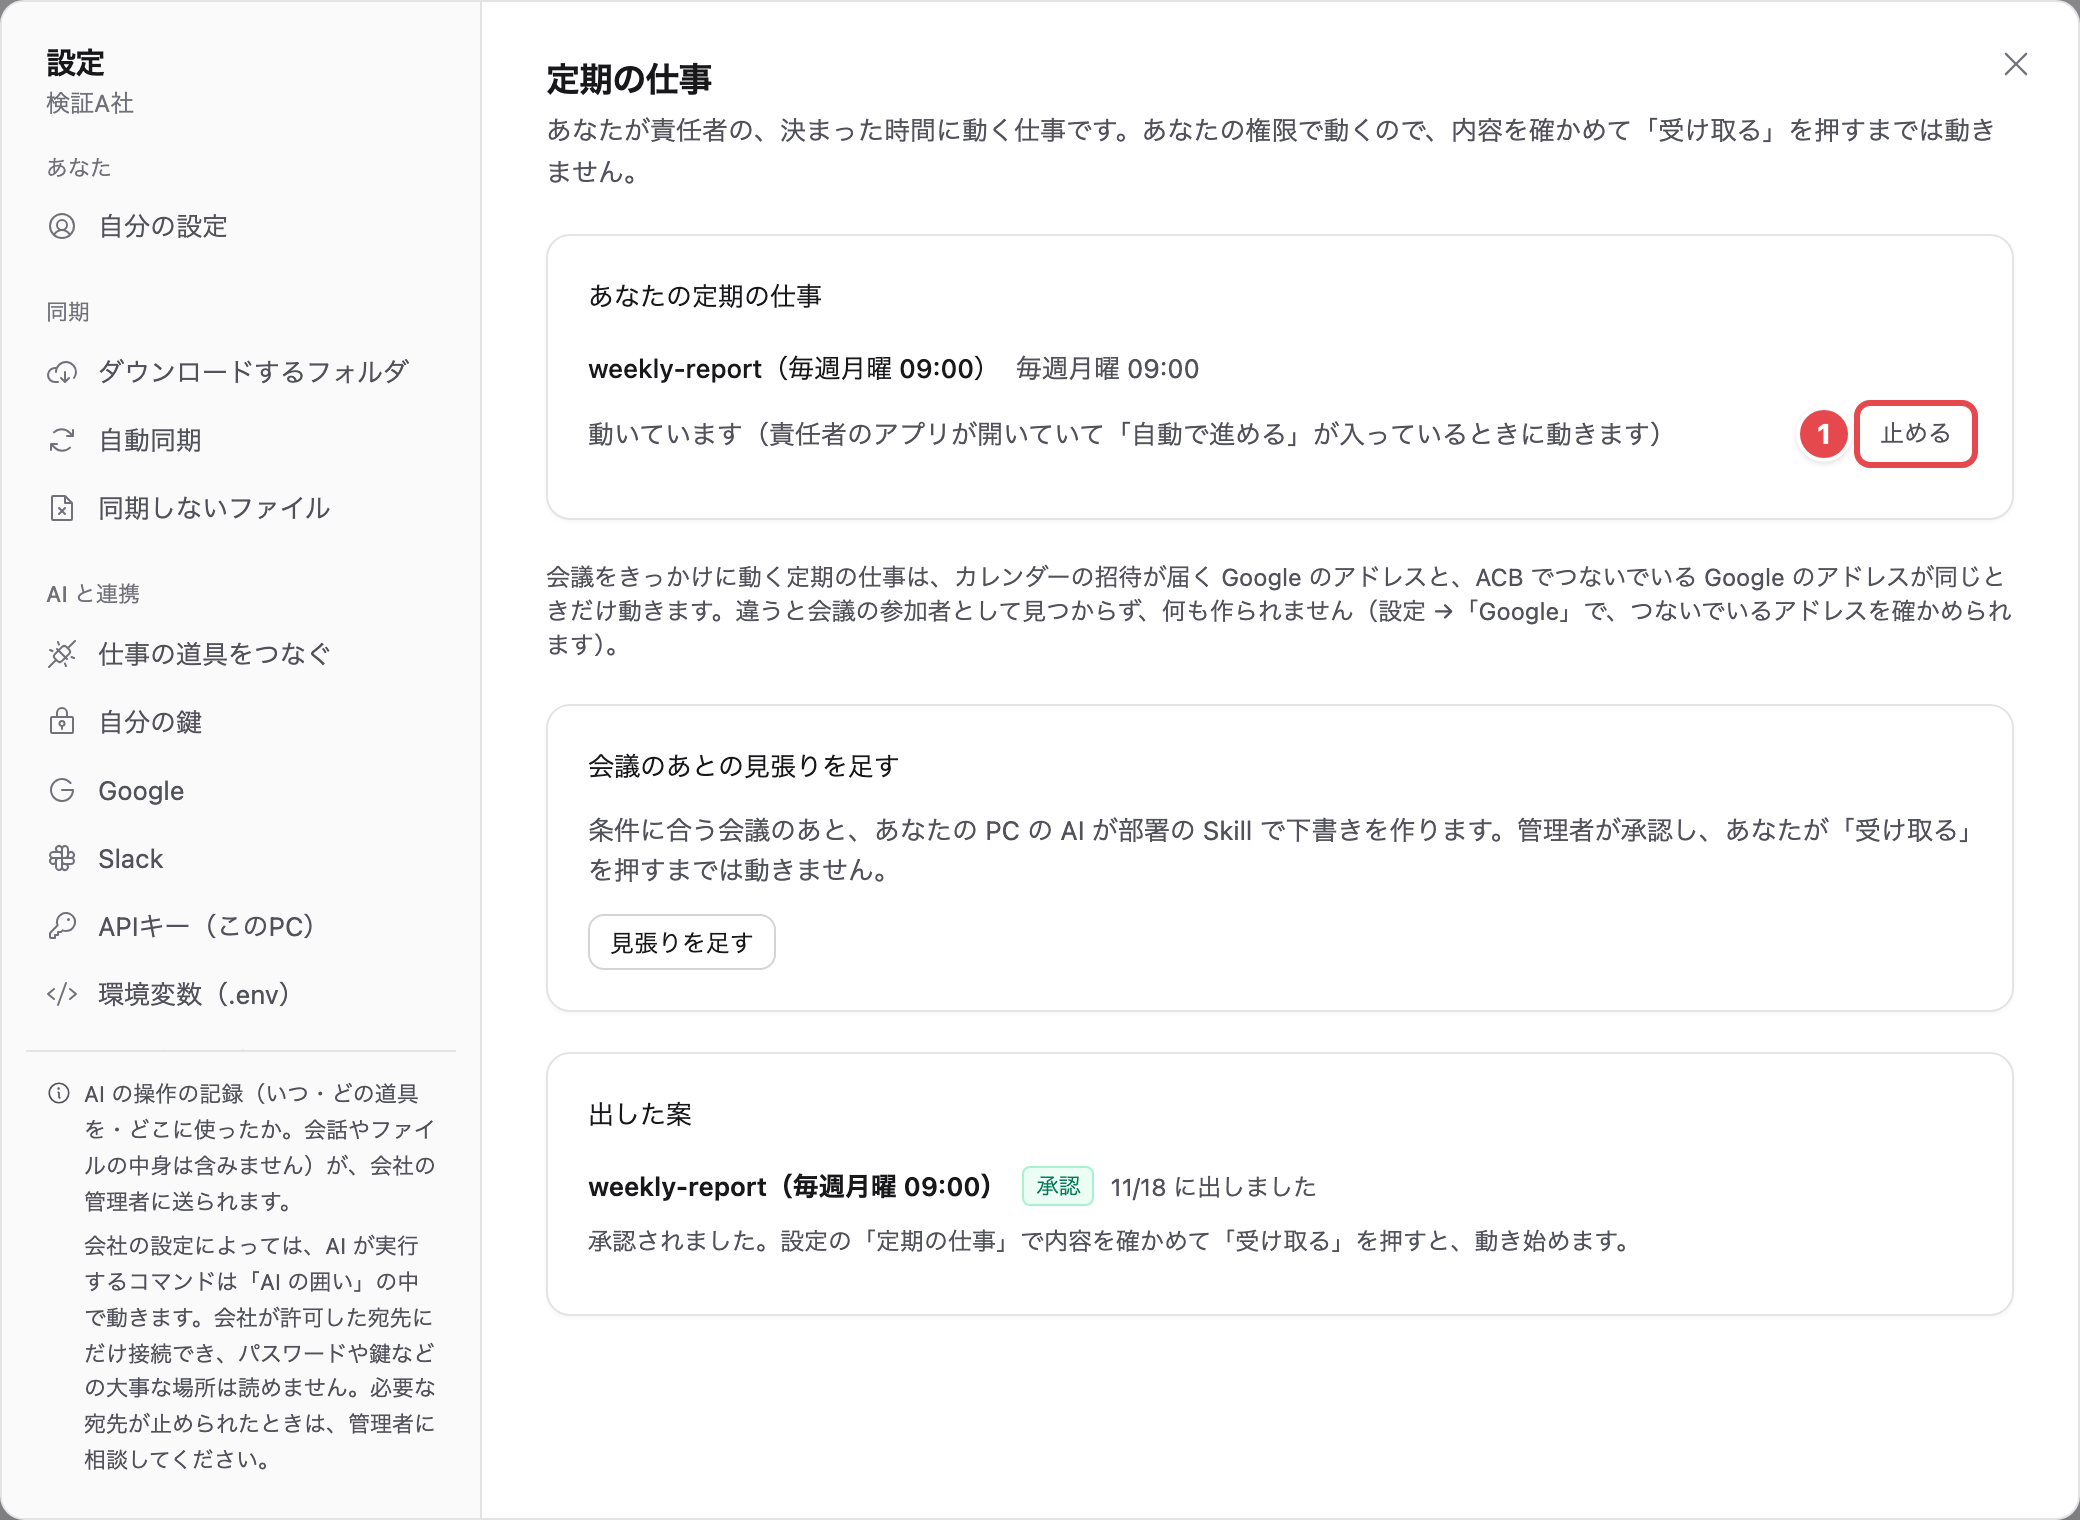 設定
検証A社
あなた
自分の設定
同期
ダウンロードするフォルダ
自動同期
同期しないファイル
AI と連携
仕事の道具をつなぐ
自分の鍵
Google
Slack
APIキー（このPC）
環境変数（.env）
AI の操作の記録（いつ・どの道具
を・どこに使ったか。会話やファイ
ルの中身は含みません）が、会社の
管理者に送られます。
会社の設定によっては、AI が実行
するコマンドは「AI の囲い」の中
で動きます。会社が許可した宛先に
だけ接続でき、パスワードや鍵など
の大事な場所は読めません。必要な
宛先が止められたときは、管理者に
相談してください。
定期の仕事
あなたが責任者の、決まった時間に動く仕事です。あなたの権限で動くので、内容を確かめて「受け取る」を押すまでは動き
ません。
あなたの定期の仕事
weekly-report（毎週月曜 09:00） 毎週月曜 09:00
動いています（責任者のアプリが開いていて「自動で進める」が入っているときに動きます） 1 止める
会議をきっかけに動く定期の仕事は、カレンダーの招待が届く Google のアドレスと、ACB でつないでいる Google のアドレスが同じと
きだけ動きます。違うと会議の参加者として見つからず、何も作られません（設定 →「Google」で、つないでいるアドレスを確かめられ
ます）。
会議のあとの見張りを足す
条件に合う会議のあと、あなたの PC の AI が部署の Skill で下書きを作ります。管理者が承認し、あなたが「受け取る」
を押すまでは動きません。
見張りを足す
出した案
weekly-report（毎週月曜 09:00） 承認 11/18 に出しました
承認されました。設定の「定期の仕事」で内容を確かめて「受け取る」を押すと、動き始めます。